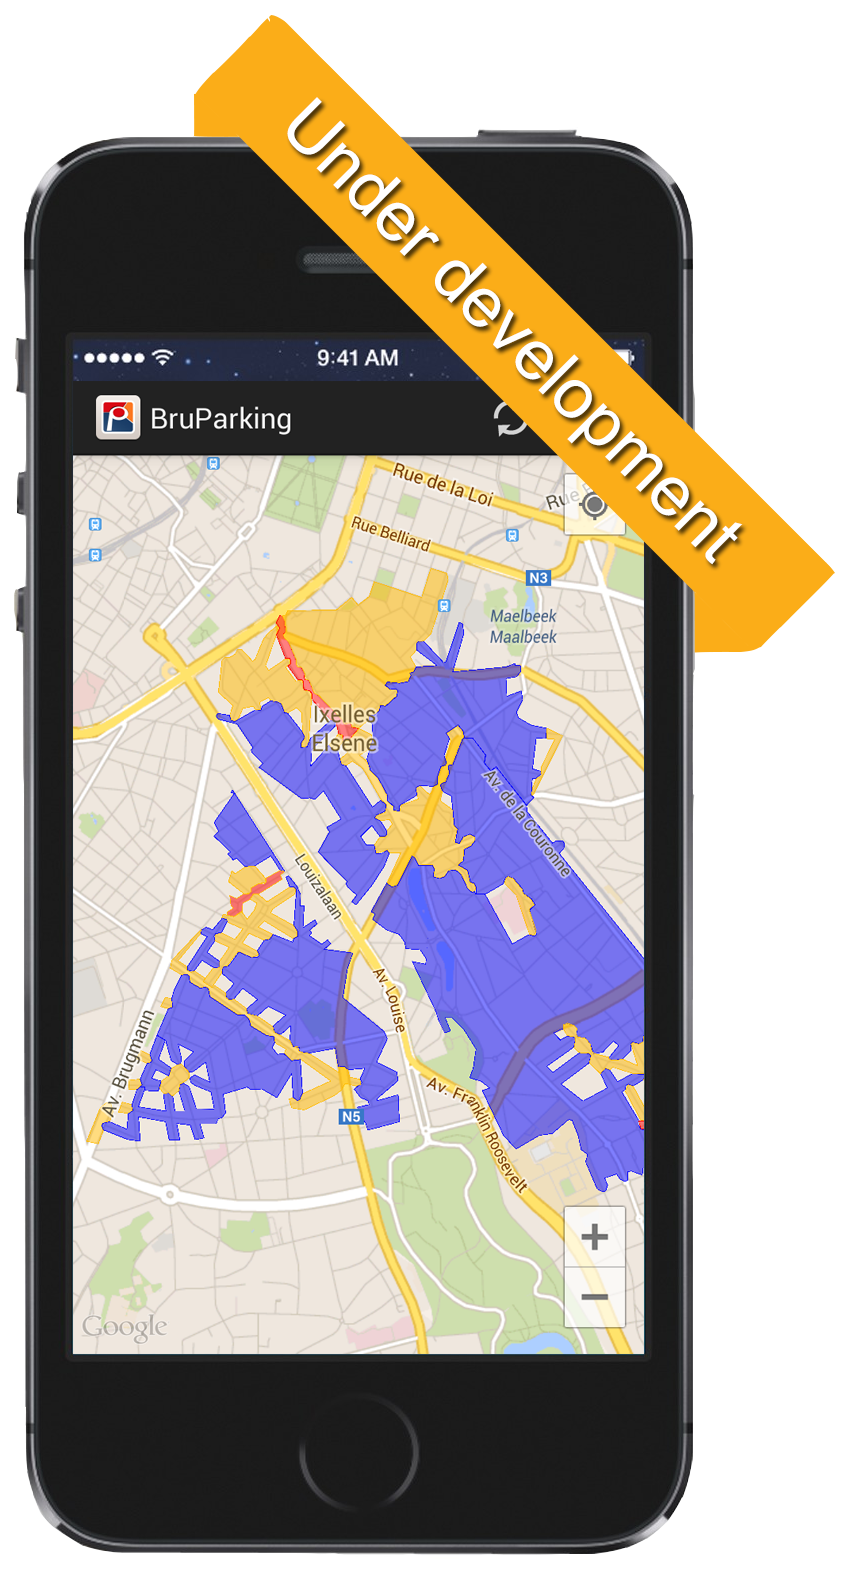 Under development
9:41 AM
BruParking
Rue de la Loi
Rue
Rue Belliard
N3
Maelbeek
Maalbeek
Ixelles
Elsene
Av. de la Couronne
Louizalaan
Av. Louise
Av. Brugmann
Av. Franklin Roosevelt
N5
+
−
Google